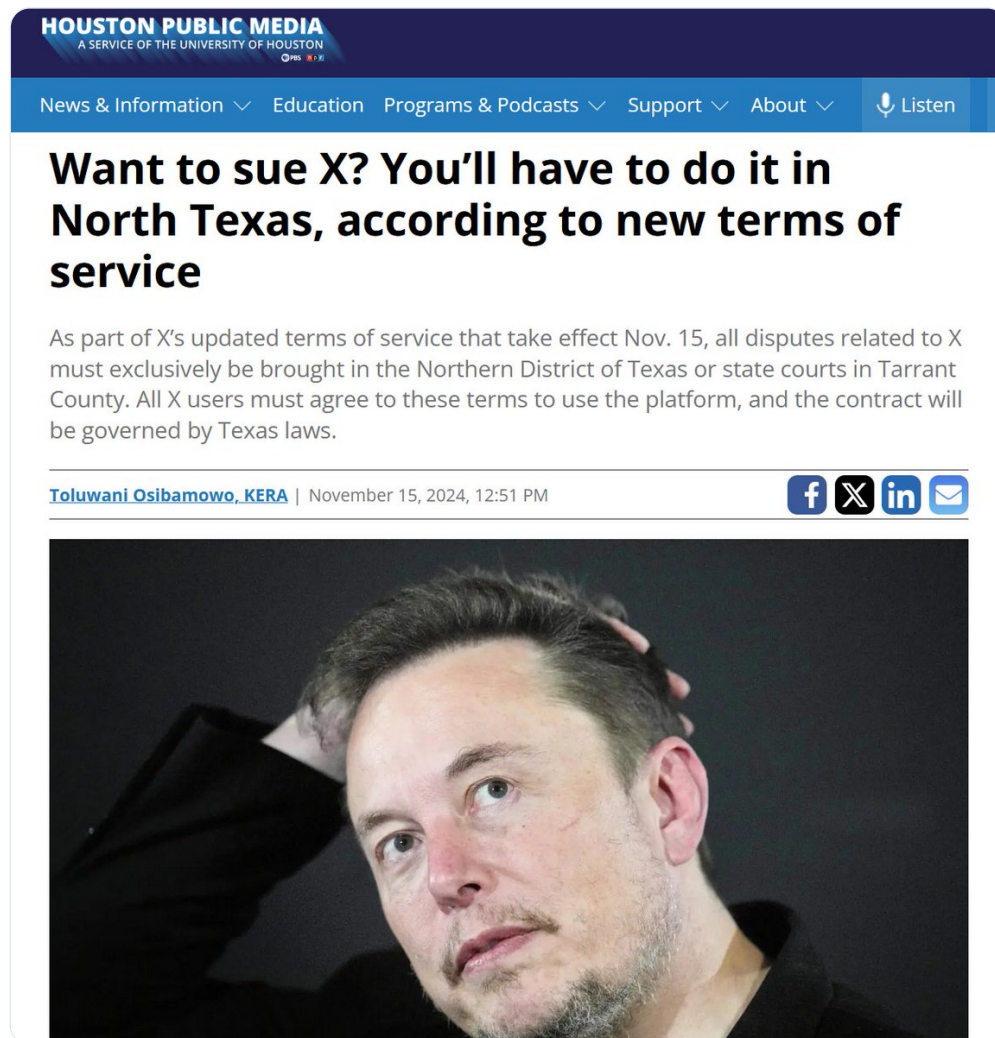 HOUSTON PUBLIC MEDIA
A SERVICE OF THE UNIVERSITY OF HOUSTON
PBS npr
News & Information Education Programs & Podcasts Support About Listen
Want to sue X? You’ll have to do it in
North Texas, according to new terms of
service
As part of X’s updated terms of service that take effect Nov. 15, all disputes related to X
must exclusively be brought in the Northern District of Texas or state courts in Tarrant
County. All X users must agree to these terms to use the platform, and the contract will
be governed by Texas laws.
Toluwani Osibamowo, KERA | November 15, 2024, 12:51 PM